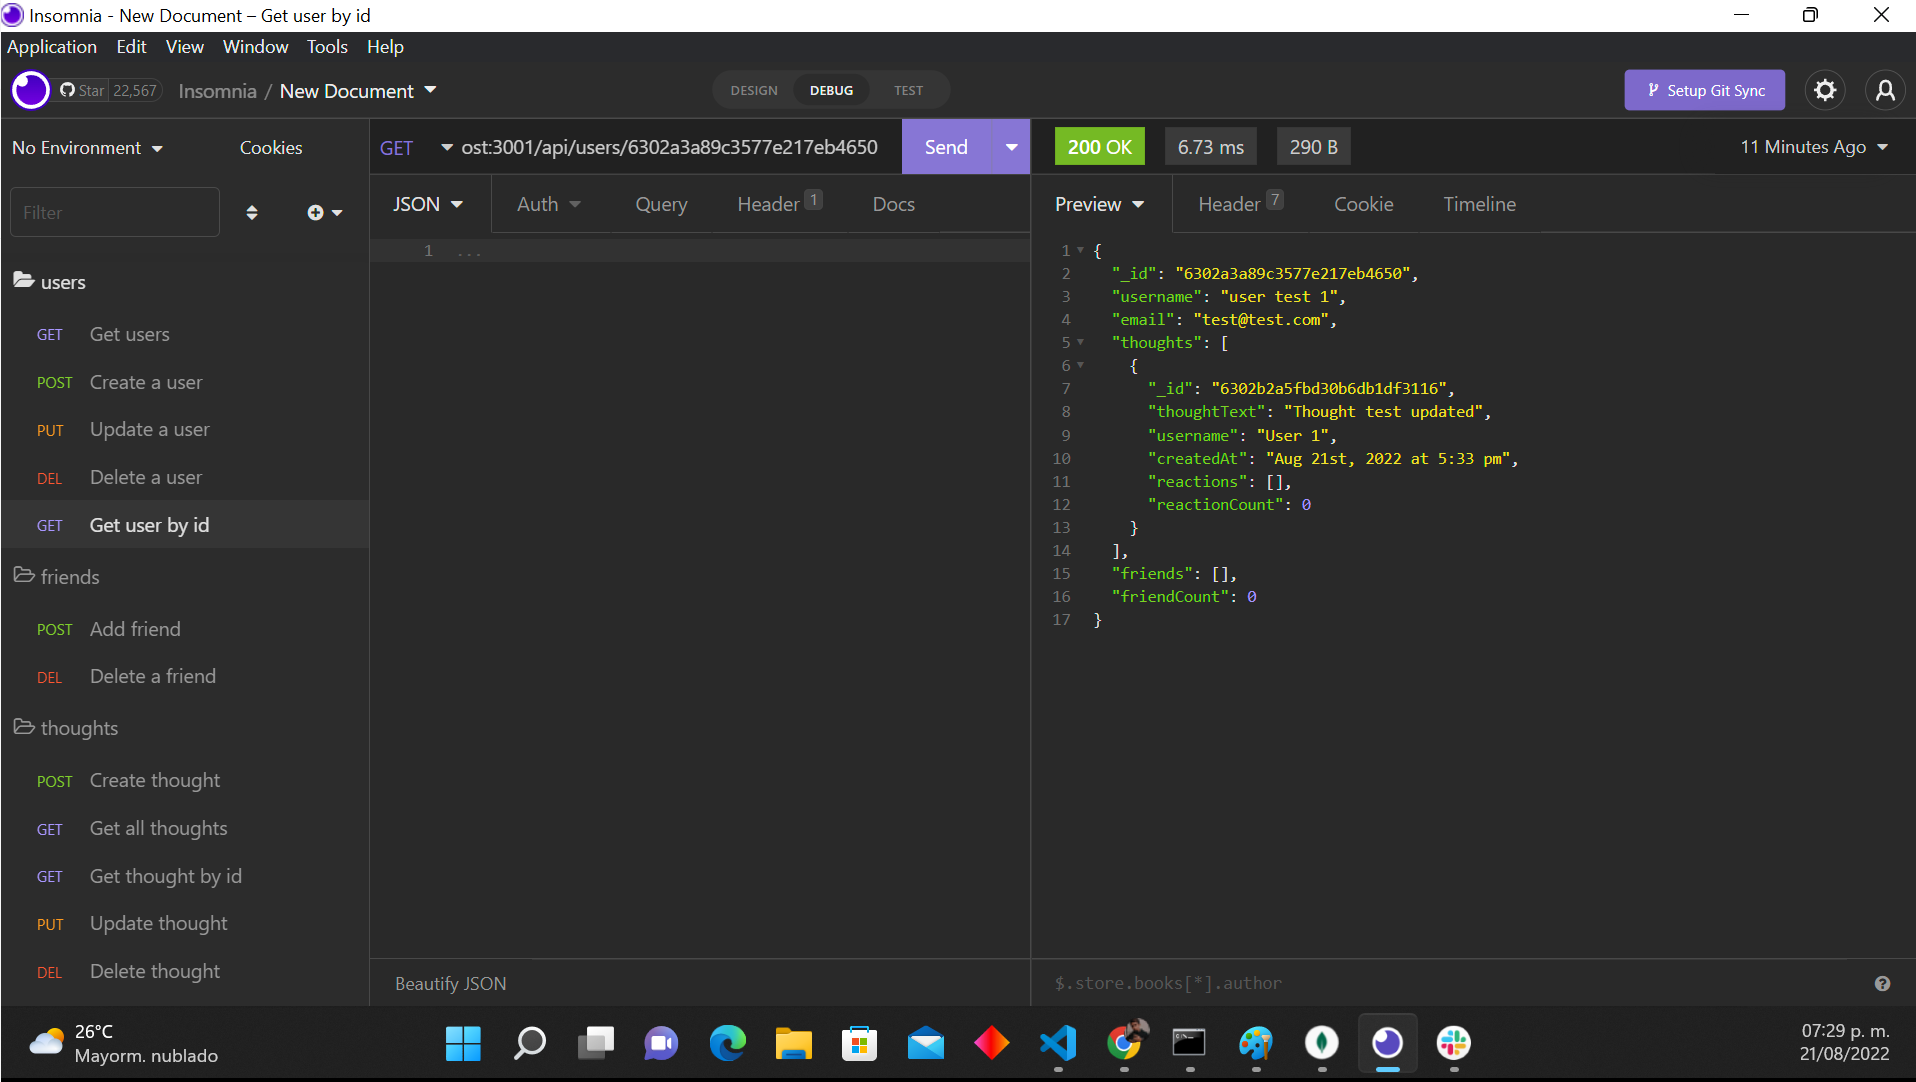 Insomnia - New Document – Get user by id
Application Edit View Window Tools Help
Star 22,567 Insomnia / New Document
DESIGN DEBUG TEST
Setup Git Sync
No Environment Cookies
GET ost:3001/api/users/6302a3a89c3577e217eb4650 Send
200 OK 6.73 ms 290 B 11 Minutes Ago
Filter
JSON Auth Query Header 1 Docs
Preview Header 7 Cookie Timeline
users
GET Get users
POST Create a user
PUT Update a user
DEL Delete a user
GET Get user by id
friends
POST Add friend
DEL Delete a friend
thoughts
POST Create thought
GET Get all thoughts
GET Get thought by id
PUT Update thought
DEL Delete thought
1 ...
Beautify JSON
1 {
2 "_id": "6302a3a89c3577e217eb4650",
3 "username": "user test 1",
4 "email": "test@test.com",
5 "thoughts": [
6 {
7 "_id": "6302b2a5fbd30b6db1df3116",
8 "thoughtText": "Thought test updated",
9 "username": "User 1",
10 "createdAt": "Aug 21st, 2022 at 5:33 pm",
11 "reactions": [],
12 "reactionCount": 0
13 }
14 ],
15 "friends": [],
16 "friendCount": 0
17 }
$.store.books[*].author
26°C
Mayorm. nublado
07:29 p. m.
21/08/2022